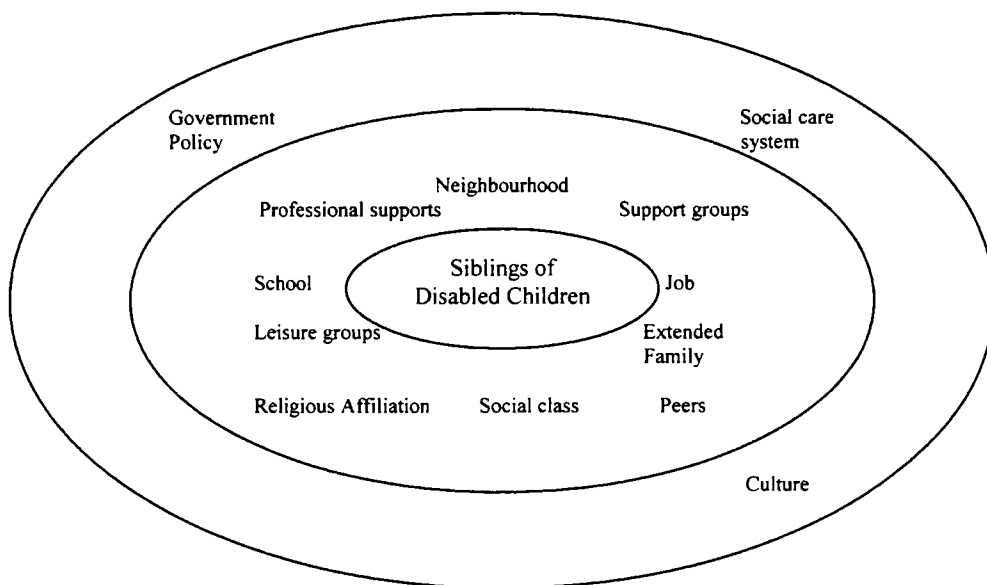 Government
Policy
Social care
system
Neighbourhood
Professional supports
Support groups
Siblings of
Disabled Children
School
Job
Leisure groups
Extended
Family
Religious Affiliation
Social class
Peers
Culture